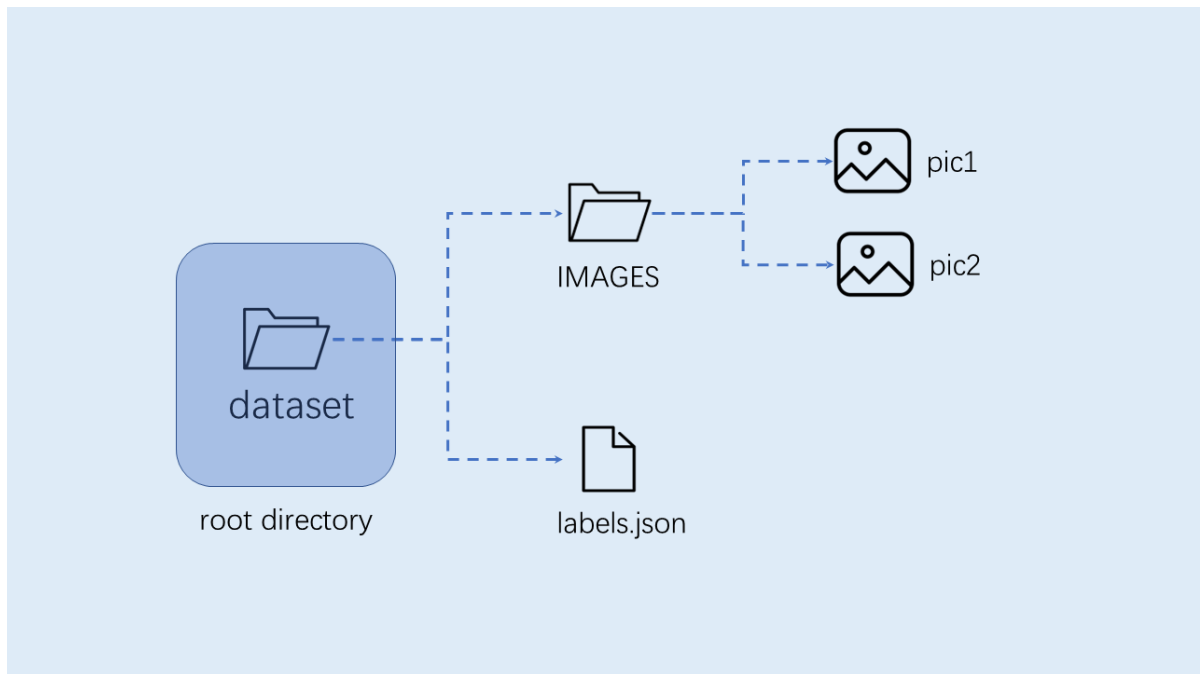 pic1
pic2
IMAGES
dataset
root directory
labels.json